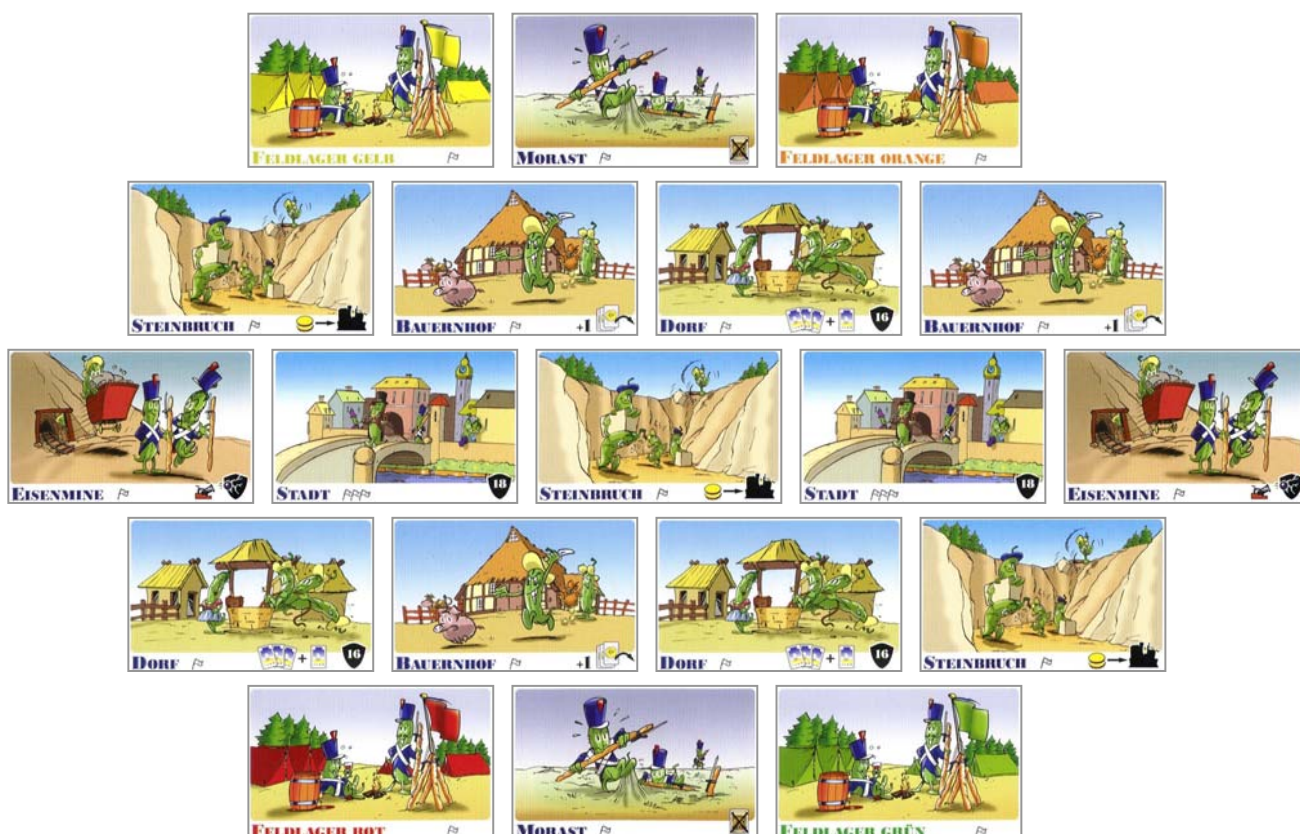 FELDLAGER GELB
MORAST
FELDLAGER ORANGE
STEINBRUCH
BAUERNHOF +1
DORF + 16
BAUERNHOF +1
EISENMINE
STADT 18
STEINBRUCH
STADT 18
EISENMINE
DORF + 16
BAUERNHOF +1
DORF + 16
STEINBRUCH
FELDLAGER ROT
MORAST
FELDLAGER GRÜN